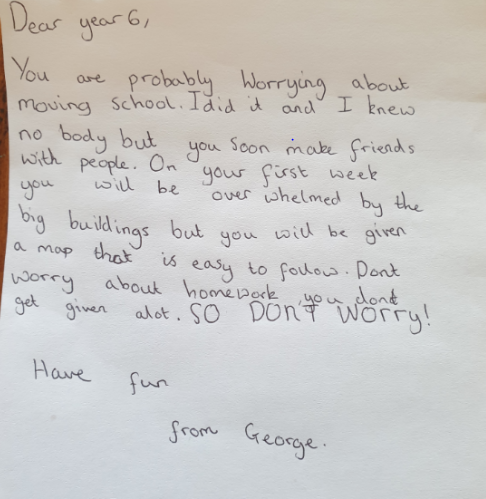 Dear year 6,
You are probably Worrying about
moving school. I did it and I knew
no body but you soon make friends
with people. On your first week
you will be over whelmed by the
big buildings but you will be given
a map that is easy to follow. Dont
worry about homework you dont
get given alot. SO DONT WORRy!
Have fun
from George.